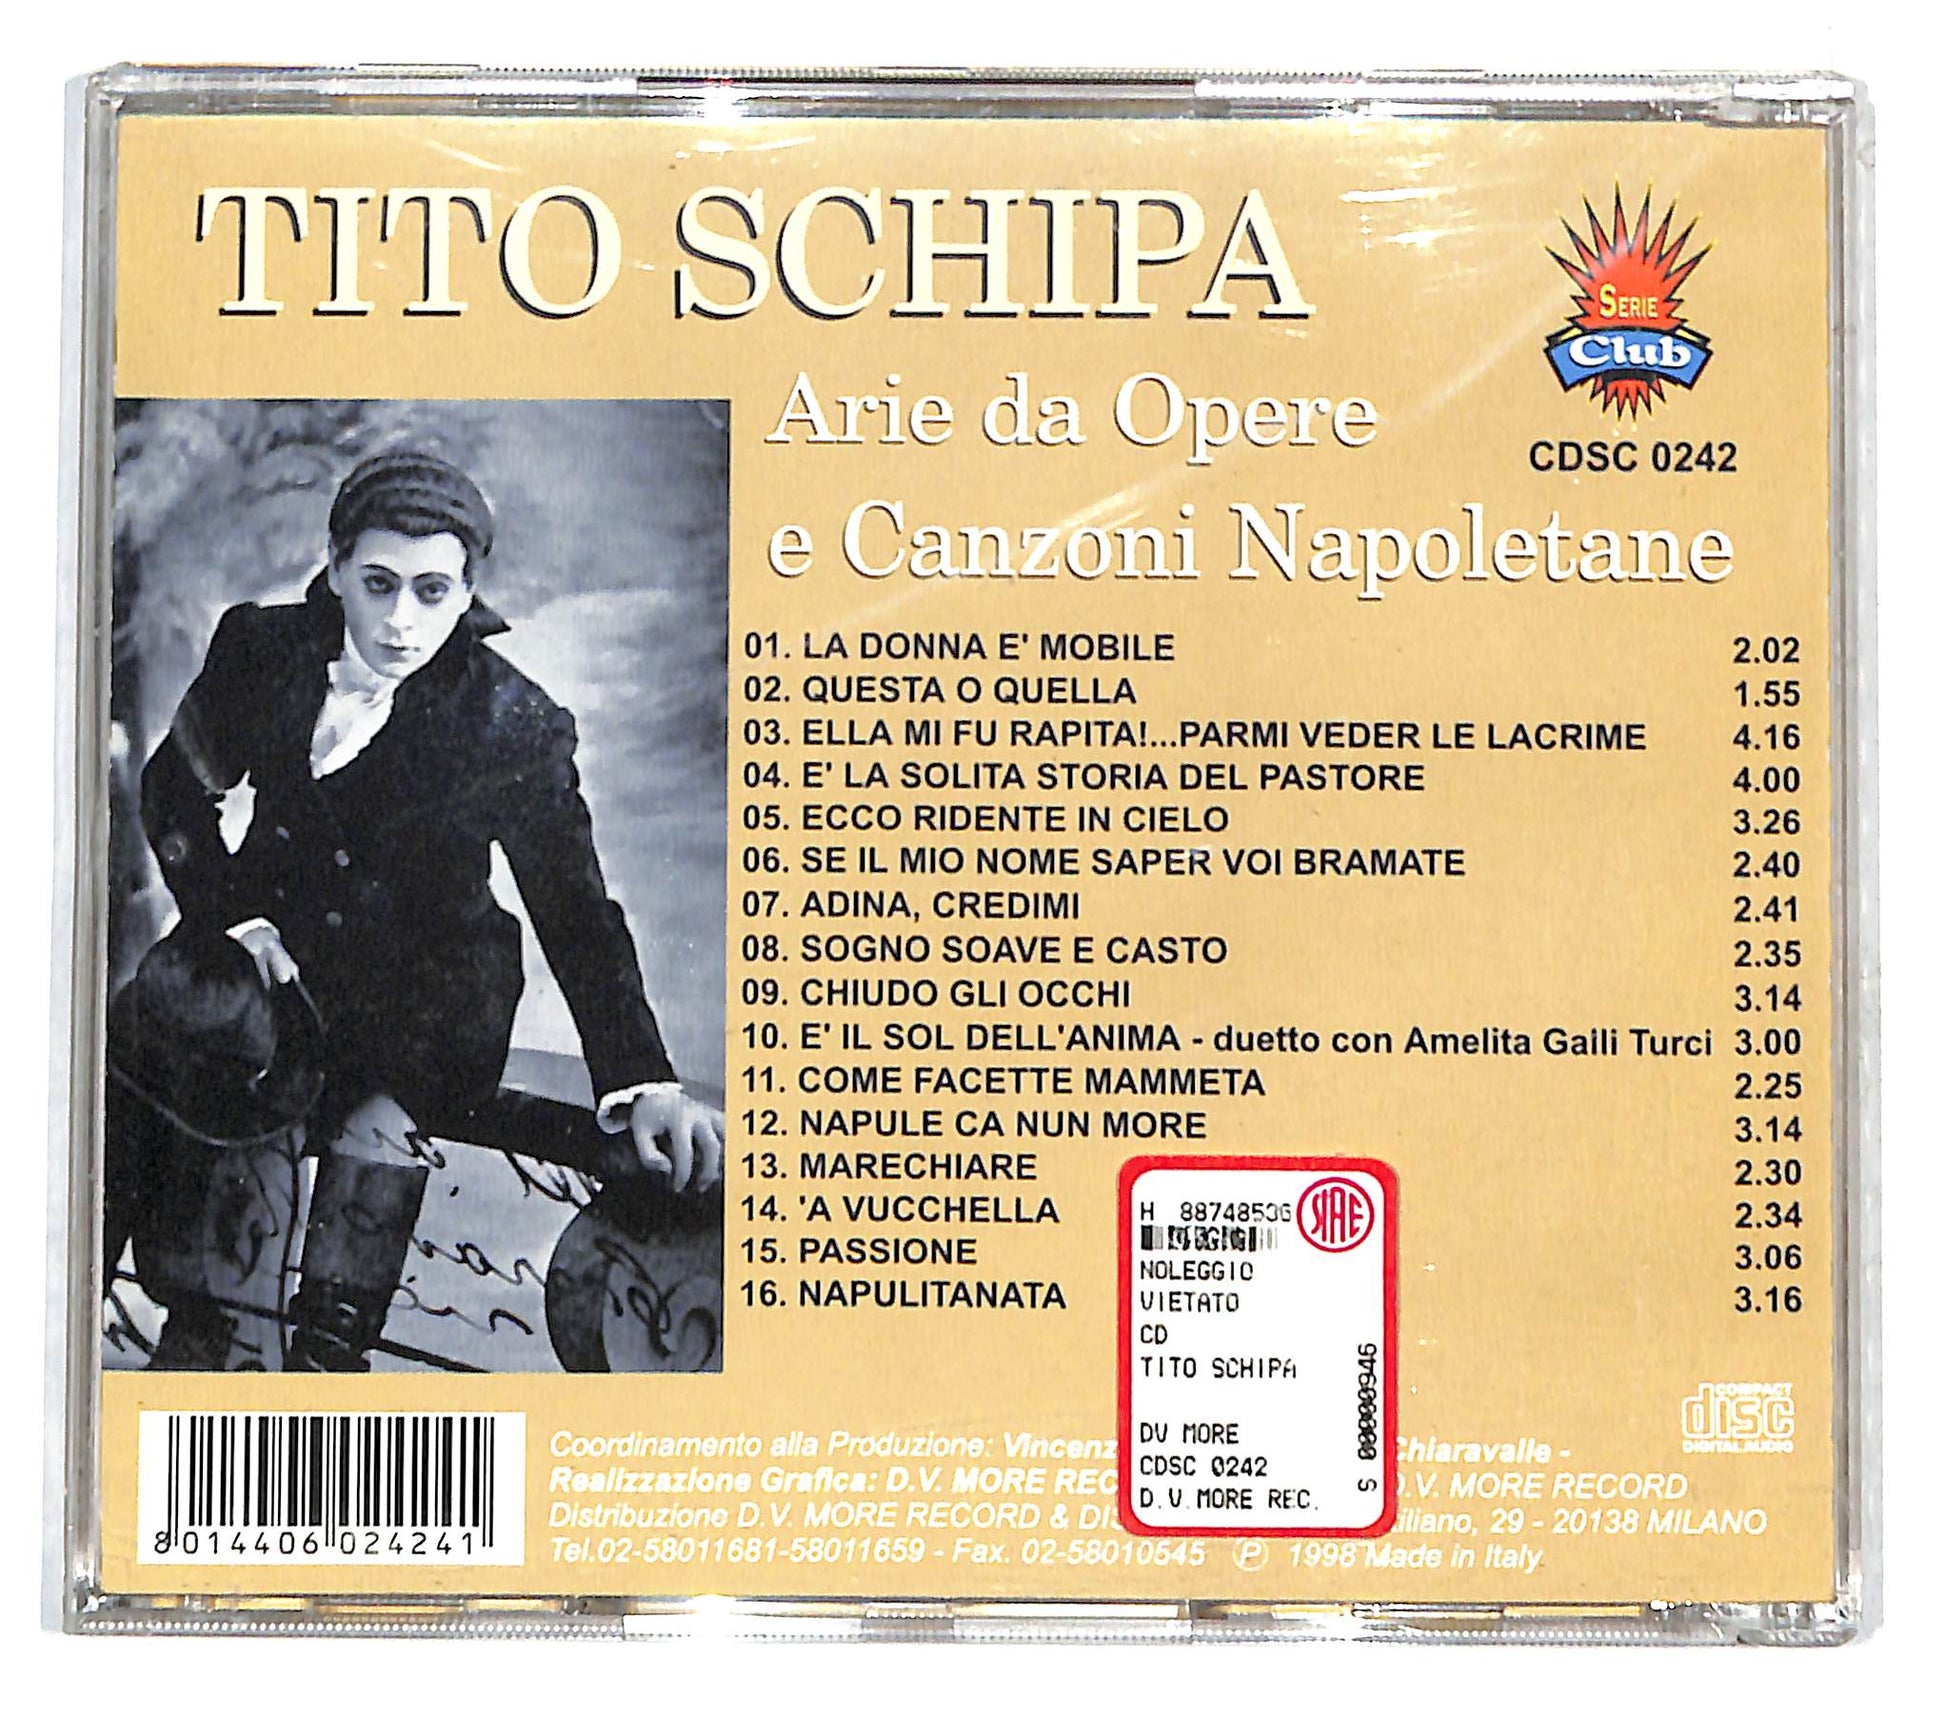 TITO SCHIPA
SERIE
Club
Arie da Opere
CDSC 0242
e Canzoni Napoletane
01. LA DONNA E' MOBILE 2.02
02. QUESTA O QUELLA 1.55
03. ELLA MI FU RAPITA!...PARMI VEDER LE LACRIME 4.16
04. E' LA SOLITA STORIA DEL PASTORE 4.00
05. ECCO RIDENTE IN CIELO 3.26
06. SE IL MIO NOME SAPER VOI BRAMATE 2.40
07. ADINA, CREDIMI 2.41
08. SOGNO SOAVE E CASTO 2.35
09. CHIUDO GLI OCCHI 3.14
10. E' IL SOL DELL'ANIMA - duetto con Amelita Galli Turci 3.00
11. COME FACETTE MAMMETA 2.25
12. NAPULE CA NUN MORE 3.14
13. MARECHIARE 2.30
14. 'A VUCCHELLA 2.34
15. PASSIONE 3.06
16. NAPULITANATA 3.16
H 88748536
SIAE
NOLEGGIO
VIETATO
CD
TITO SCHIPA
DV MORE
CDSC 0242
D.V.MORE REC.
S 00000946
COMPACT
disc
DIGITAL AUDIO
8 014406 024241
Coordinamento alla Produzione: Chiaravalle -
Realizzazione Grafica: D.V. MORE REC D.V. MORE RECORD
Distribuzione D.V. MORE RECORD & 29 - 20138 MILANO
Tel.02-58011681-58011659 - Fax. 02-58010545 Ⓟ 1998 Made in Italy